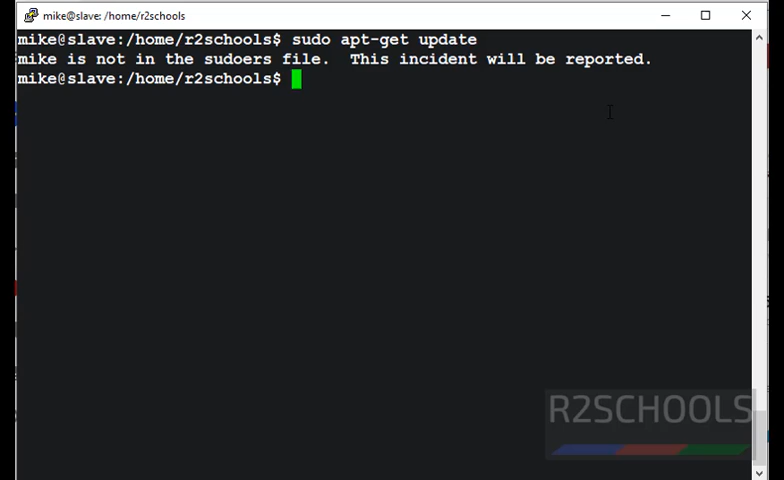 mike@slave: /home/r2schools
mike@slave:/home/r2schools$ sudo apt-get update
mike is not in the sudoers file.  This incident will be reported.
mike@slave:/home/r2schools$
R2SCHOOLS